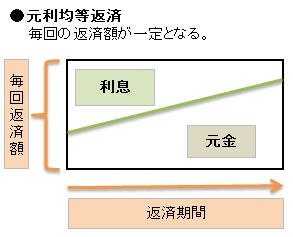 ●元利均等返済
毎回の返済額が一定となる。
毎回返済額
利息
元金
返済期間